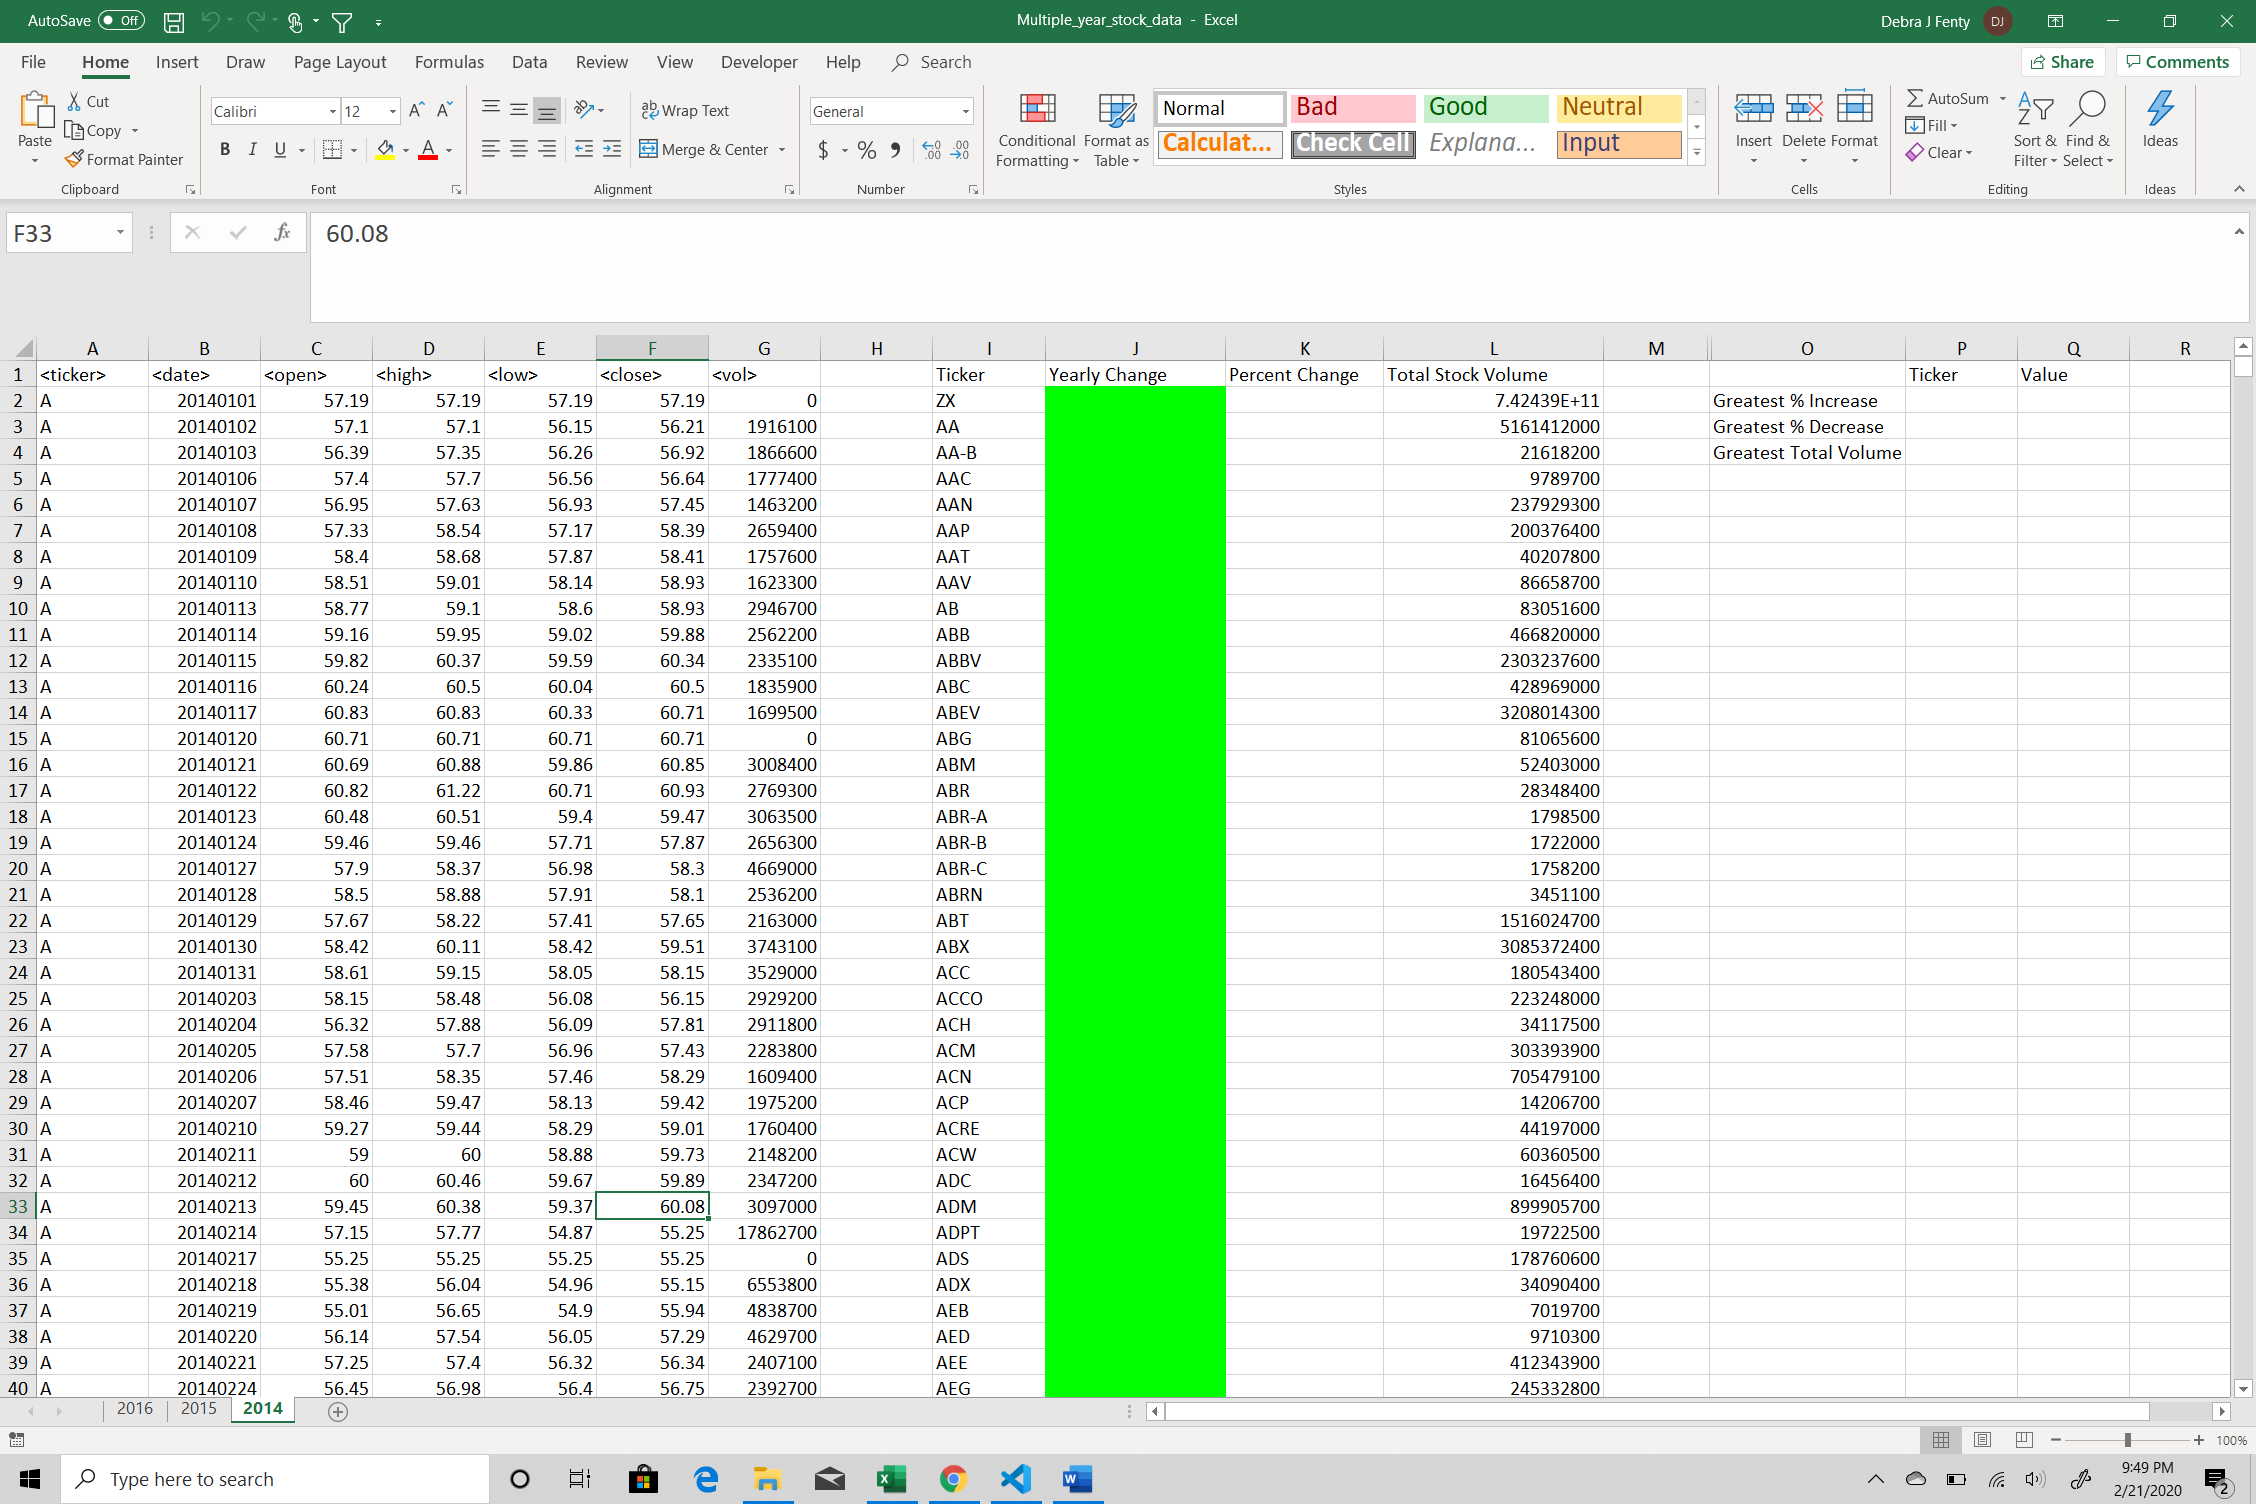 AutoSave Off Multiple_year_stock_data - Excel Debra J Fenty DJ
File Home Insert Draw Page Layout Formulas Data Review View Developer Help Search Share Comments
Paste Cut Copy Format Painter
Calibri 12 B I U A
Wrap Text Merge & Center
General $ %
Conditional Formatting Format as Table
Normal Bad Good Neutral
Calculat... Check Cell Explana... Input
Insert Delete Format
AutoSum Fill Clear Sort & Filter Find & Select
Ideas
Clipboard Font Alignment Number Styles Cells Editing Ideas
F33 fx 60.08
A B C D E F G H I J K L M O P Q R
1 <ticker> <date> <open> <high> <low> <close> <vol> Ticker Yearly Change Percent Change Total Stock Volume Ticker Value
2 A 20140101 57.19 57.19 57.19 57.19 0 ZX 7.42439E+11 Greatest % Increase
3 A 20140102 57.1 57.1 56.15 56.21 1916100 AA 5161412000 Greatest % Decrease
4 A 20140103 56.39 57.35 56.26 56.92 1866600 AA-B 21618200 Greatest Total Volume
5 A 20140106 57.4 57.7 56.56 56.64 1777400 AAC 9789700
6 A 20140107 56.95 57.63 56.93 57.45 1463200 AAN 237929300
7 A 20140108 57.33 58.54 57.17 58.39 2659400 AAP 200376400
8 A 20140109 58.4 58.68 57.87 58.41 1757600 AAT 40207800
9 A 20140110 58.51 59.01 58.14 58.93 1623300 AAV 86658700
10 A 20140113 58.77 59.1 58.6 58.93 2946700 AB 83051600
11 A 20140114 59.16 59.95 59.02 59.88 2562200 ABB 466820000
12 A 20140115 59.82 60.37 59.59 60.34 2335100 ABBV 2303237600
13 A 20140116 60.24 60.5 60.04 60.5 1835900 ABC 428969000
14 A 20140117 60.83 60.83 60.33 60.71 1699500 ABEV 3208014300
15 A 20140120 60.71 60.71 60.71 60.71 0 ABG 81065600
16 A 20140121 60.69 60.88 59.86 60.85 3008400 ABM 52403000
17 A 20140122 60.82 61.22 60.71 60.93 2769300 ABR 28348400
18 A 20140123 60.48 60.51 59.4 59.47 3063500 ABR-A 1798500
19 A 20140124 59.46 59.46 57.71 57.87 2656300 ABR-B 1722000
20 A 20140127 57.9 58.37 56.98 58.3 4669000 ABR-C 1758200
21 A 20140128 58.5 58.88 57.91 58.1 2536200 ABRN 3451100
22 A 20140129 57.67 58.22 57.41 57.65 2163000 ABT 1516024700
23 A 20140130 58.42 60.11 58.42 59.51 3743100 ABX 3085372400
24 A 20140131 58.61 59.15 58.05 58.15 3529000 ACC 180543400
25 A 20140203 58.15 58.48 56.08 56.15 2929200 ACCO 223248000
26 A 20140204 56.32 57.88 56.09 57.81 2911800 ACH 34117500
27 A 20140205 57.58 57.7 56.96 57.43 2283800 ACM 303393900
28 A 20140206 57.51 58.35 57.46 58.29 1609400 ACN 705479100
29 A 20140207 58.46 59.47 58.13 59.42 1975200 ACP 14206700
30 A 20140210 59.27 59.44 58.29 59.01 1760400 ACRE 44197000
31 A 20140211 59 60 58.88 59.73 2148200 ACW 60360500
32 A 20140212 60 60.46 59.67 59.89 2347200 ADC 16456400
33 A 20140213 59.45 60.38 59.37 60.08 3097000 ADM 899905700
34 A 20140214 57.15 57.77 54.87 55.25 17862700 ADPT 19722500
35 A 20140217 55.25 55.25 55.25 55.25 0 ADS 178760600
36 A 20140218 55.38 56.04 54.96 55.15 6553800 ADX 34090400
37 A 20140219 55.01 56.65 54.9 55.94 4838700 AEB 7019700
38 A 20140220 56.14 57.54 56.05 57.29 4629700 AED 9710300
39 A 20140221 57.25 57.4 56.32 56.34 2407100 AEE 412343900
40 A 20140224 56.45 56.98 56.4 56.75 2392700 AEG 245332800
2016 2015 2014
100%
Type here to search
9:49 PM
2/21/2020
2